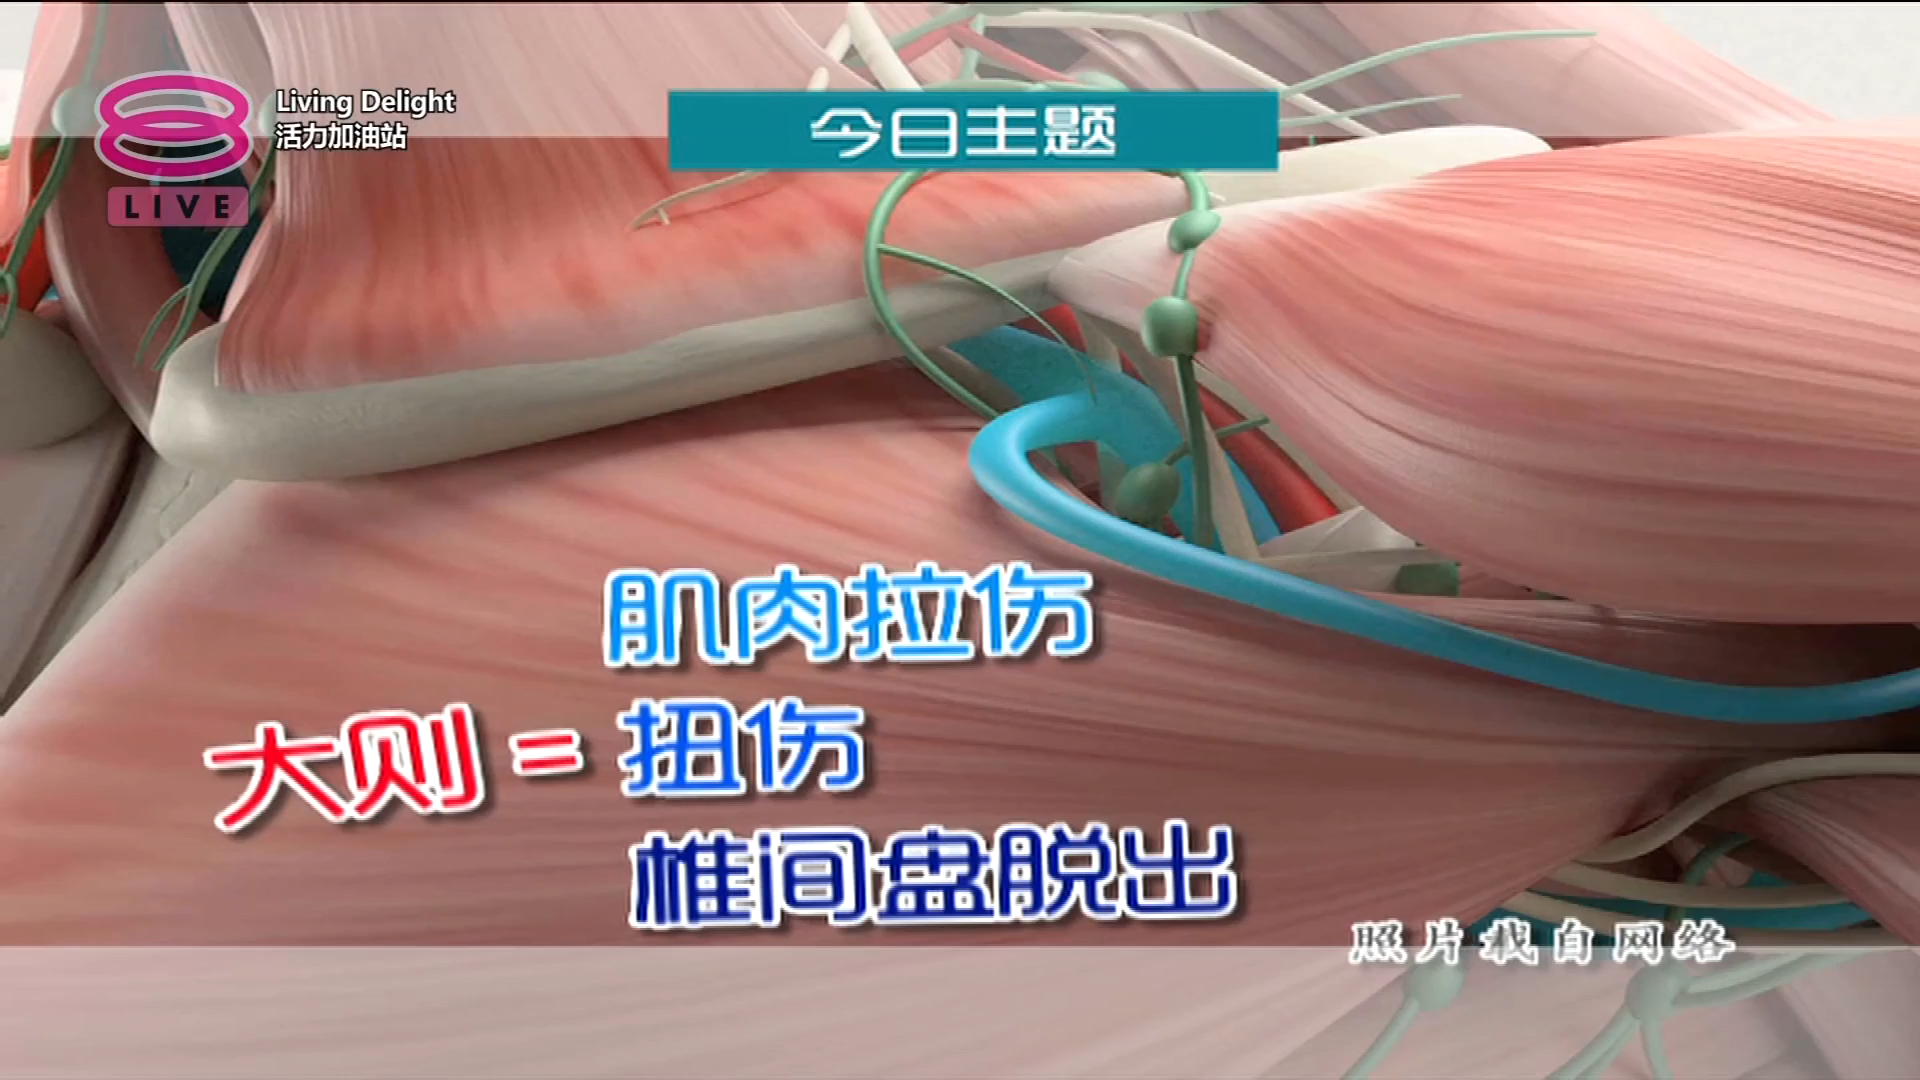 Living Delight
活力加油站
LIVE
今日主题
肌肉拉伤
大则 = 扭伤
椎间盘脱出
照片载自网络